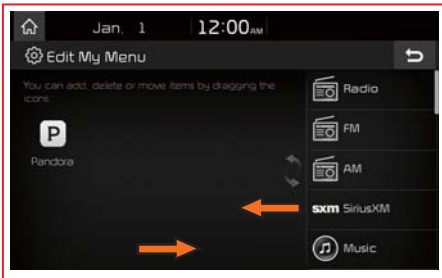 Jan. 1 12:00AM
Edit My Menu
You can add, delete or move items by dragging the
icons.
P
Pandora
Radio
FM
AM
sxm SiriusXM
Music